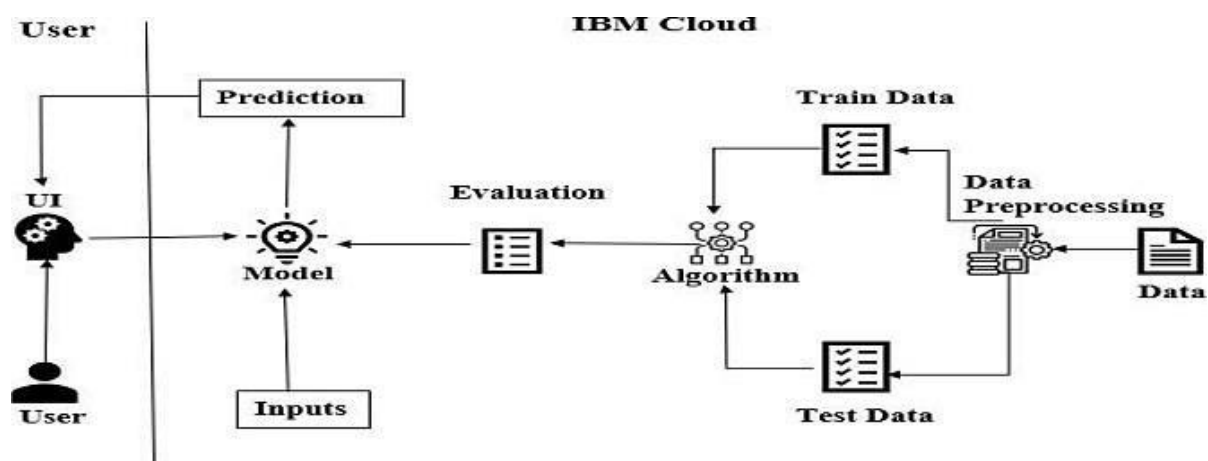 User
IBM Cloud
Prediction
Train Data
UI
Evaluation
Data
Preprocessing
Model
Algorithm
Data
User
Inputs
Test Data